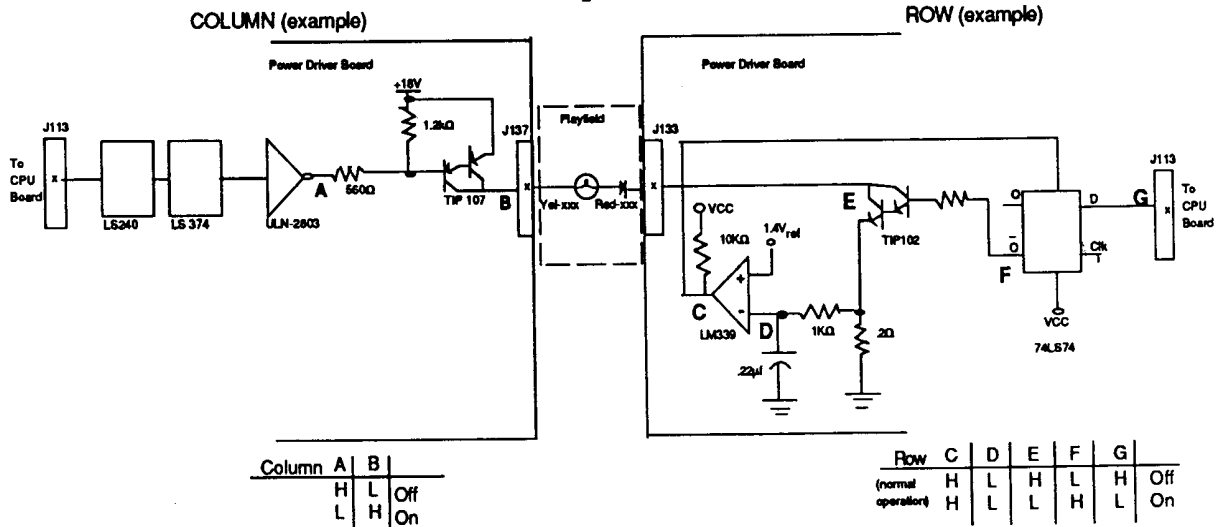 COLUMN (example)
ROW (example)
Power Driver Board
Power Driver Board
+18V
J113
To
CPU
Board
x
LS240
LS 374
ULN-2803
A
560Ω
1.2kΩ
TIP 107
B
J137
x
Playfield
Yel-xxx
Red-xxx
J133
x
VCC
10KΩ
1.4Vref
+
-
C
LM339
D
.22µf
1KΩ
.2Ω
E
TIP102
F
Q
Q̅
D
Clk
VCC
74LS74
G
J113
x
To
CPU
Board
Column A B
H L Off
L H On
Row C D E F G
(normal operation) H L H L H Off
H L L H L On